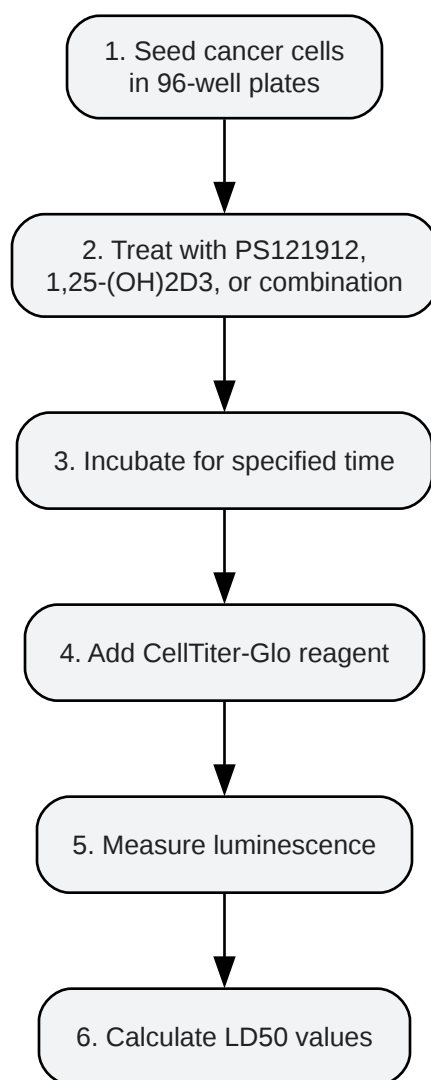 1. Seed cancer cells
in 96-well plates
2. Treat with PS121912,
1,25-(OH)2D3, or combination
3. Incubate for specified time
4. Add CellTiter-Glo reagent
5. Measure luminescence
6. Calculate LD50 values